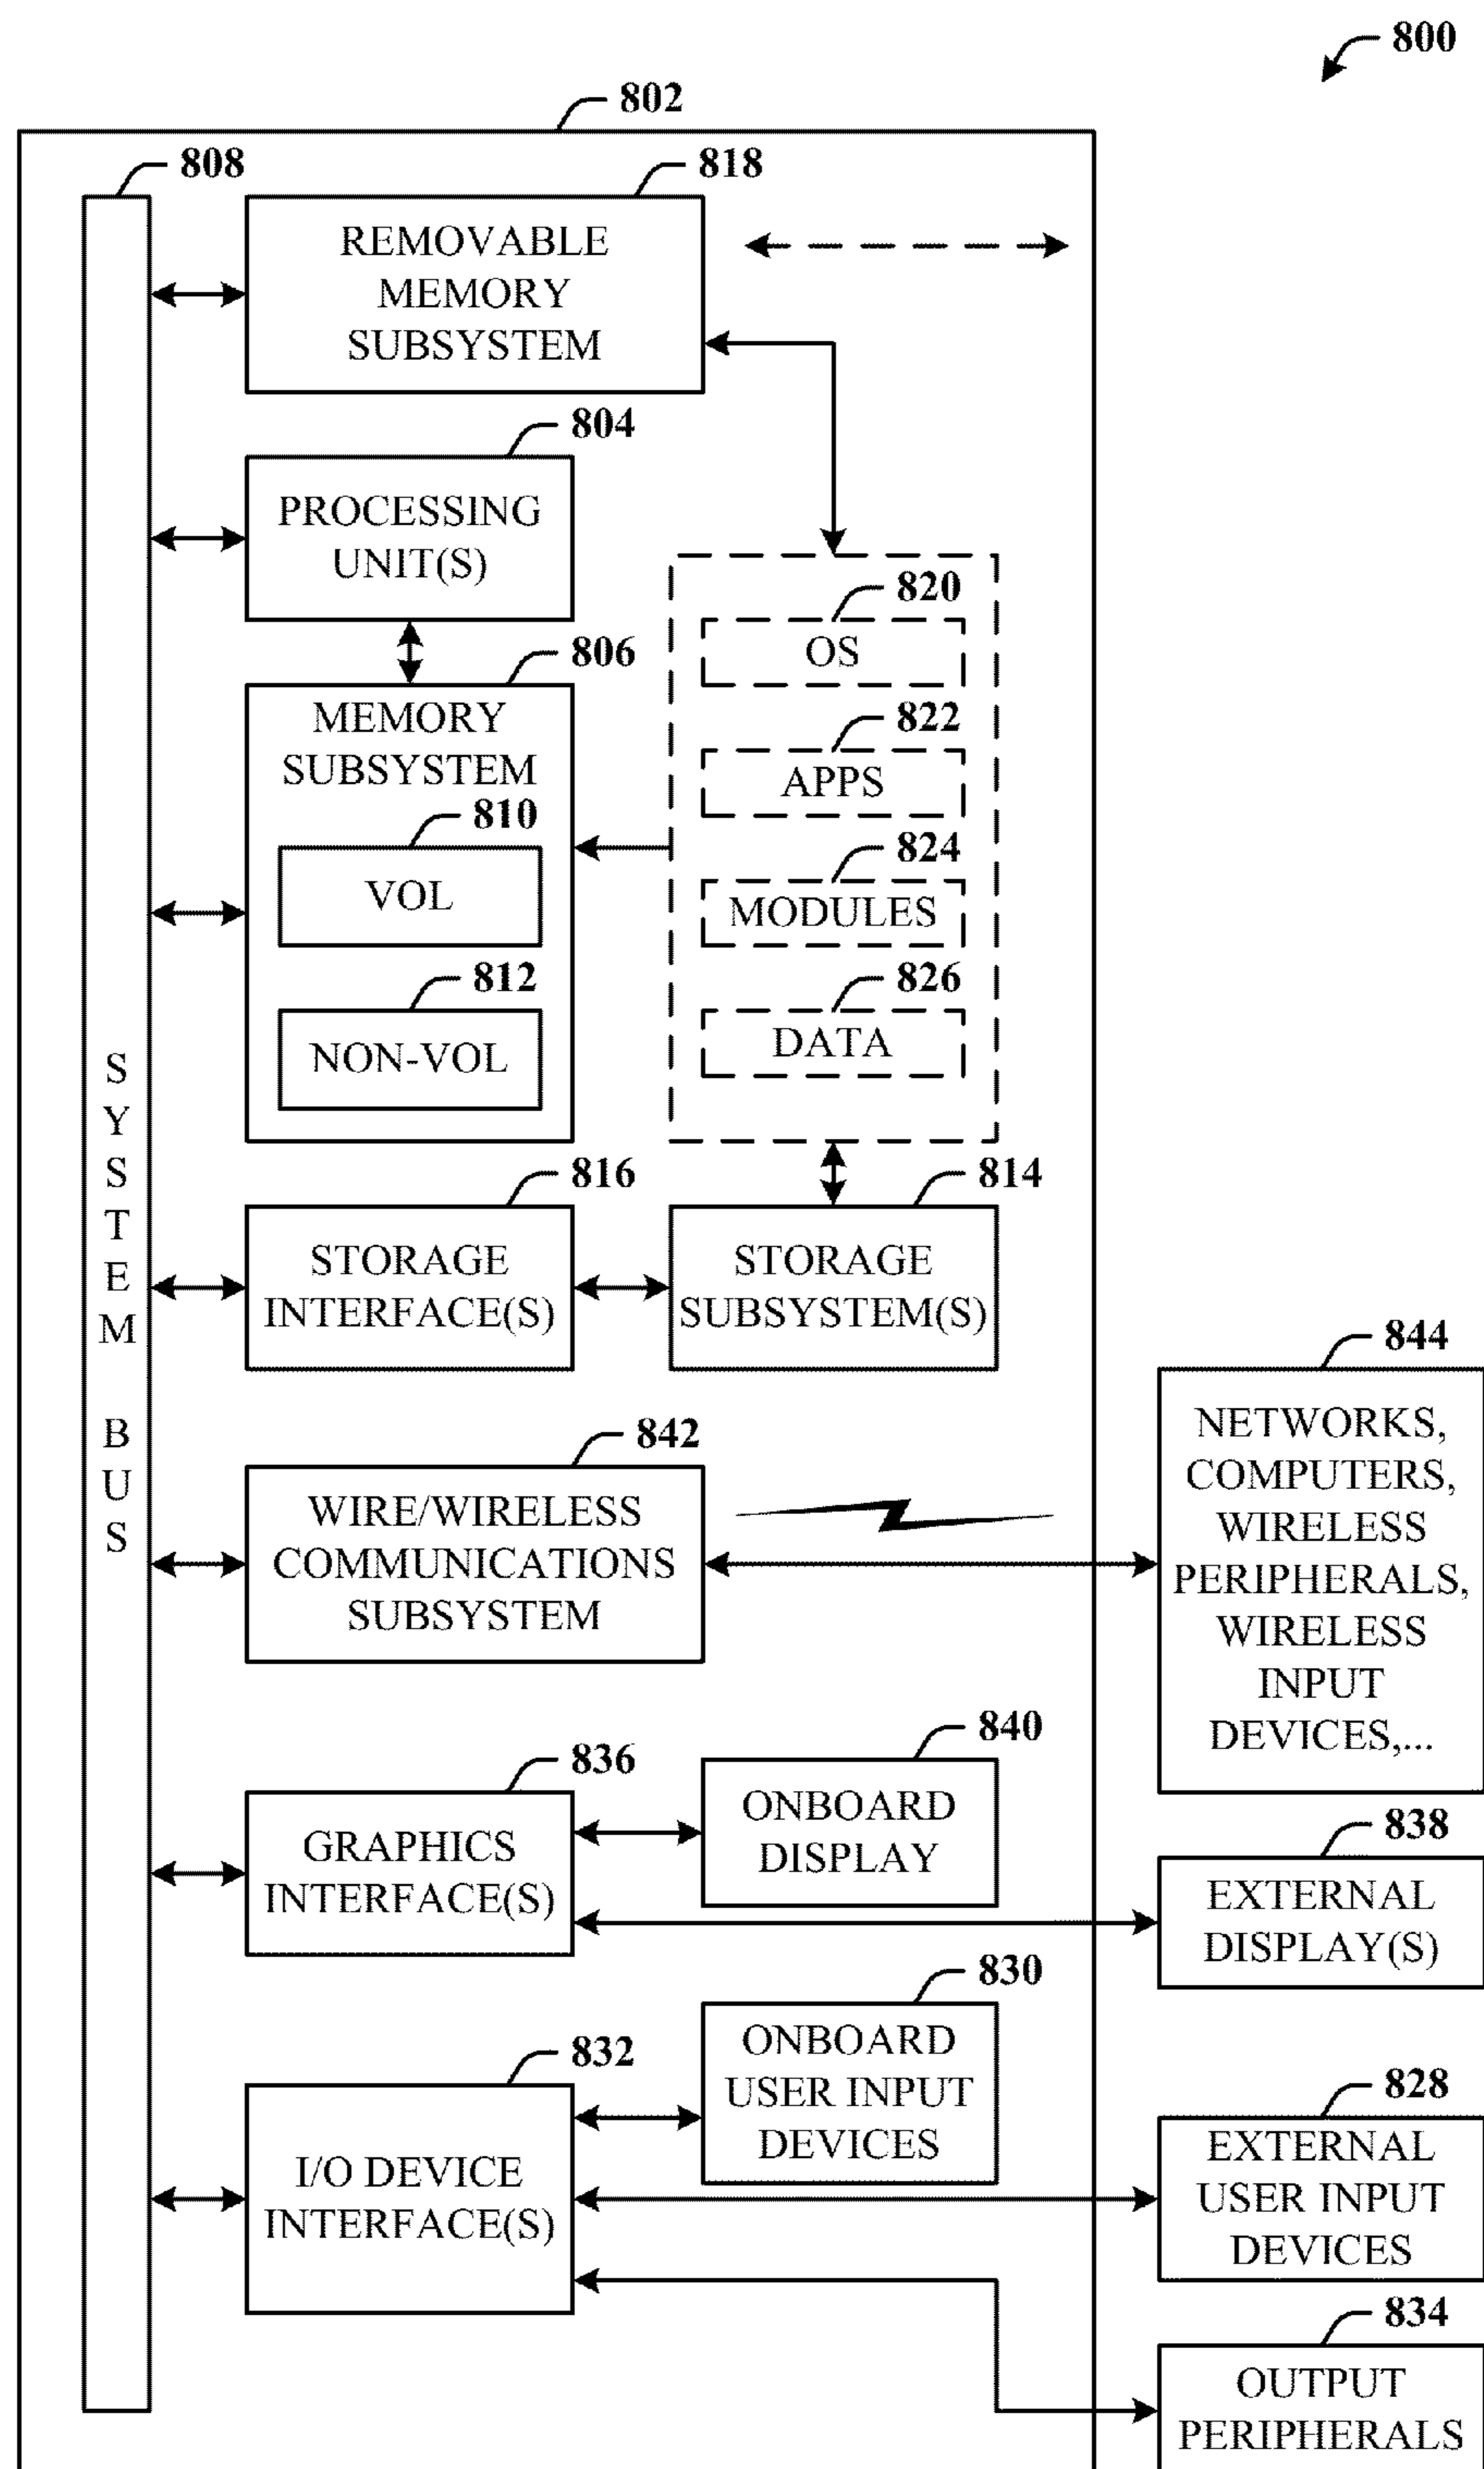 800
802
808
818
REMOVABLE
MEMORY
SUBSYSTEM
804
PROCESSING
UNIT(S)
820
OS
806
MEMORY
SUBSYSTEM
822
APPS
810
VOL
824
MODULES
812
NON-VOL
826
DATA
S
Y
S
T
E
M
B
U
S
816
STORAGE
INTERFACE(S)
814
STORAGE
SUBSYSTEM(S)
844
NETWORKS,
COMPUTERS,
WIRELESS
PERIPHERALS,
WIRELESS
INPUT
DEVICES,...
842
WIRE/WIRELESS
COMMUNICATIONS
SUBSYSTEM
840
ONBOARD
DISPLAY
836
GRAPHICS
INTERFACE(S)
838
EXTERNAL
DISPLAY(S)
830
ONBOARD
USER INPUT
DEVICES
832
I/O DEVICE
INTERFACE(S)
828
EXTERNAL
USER INPUT
DEVICES
834
OUTPUT
PERIPHERALS